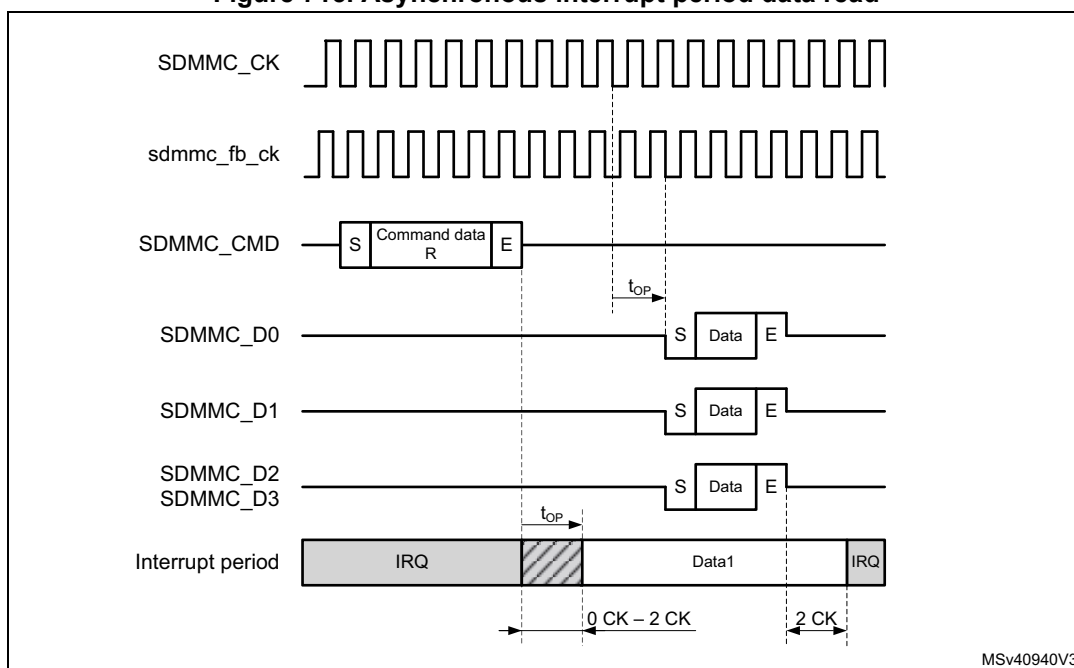 Figure 716. Asynchronous interrupt period data read
SDMMC_CK
sdmmc_fb_ck
SDMMC_CMD
S
Command data
R
E
tOP
SDMMC_D0
S Data E
SDMMC_D1
S Data E
SDMMC_D2
SDMMC_D3
S Data E
tOP
Interrupt period
IRQ
Data1
IRQ
0 CK – 2 CK
2 CK
MSv40940V3